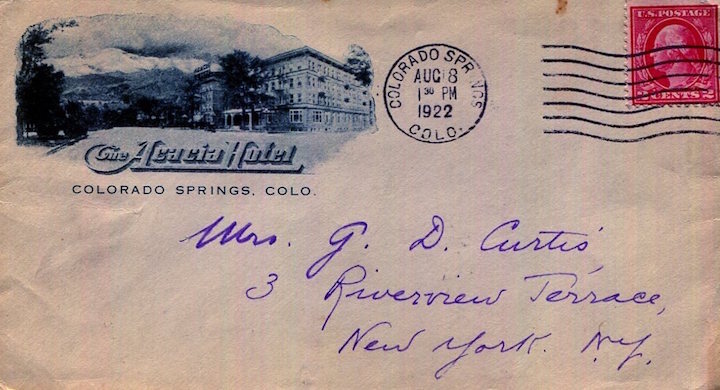 The Acacia Hotel
COLORADO SPRINGS, COLO.
COLORADO SPRINGS
AUG 8
1 30 PM
1922
COLO.
U.S. POSTAGE
2 CENTS 2
Mrs. G. D. Curtis
3 Riverview Terrace,
New York. N.Y.